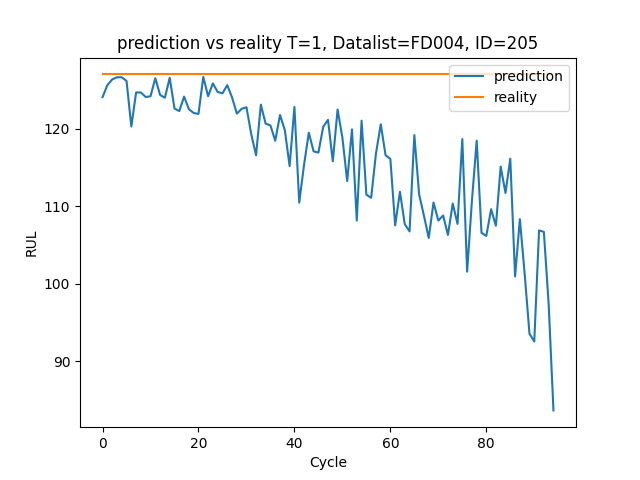 prediction vs reality T=1, Datalist=FD004, ID=205
prediction
reality
RUL
120
110
100
90
0 20 40 60 80
Cycle